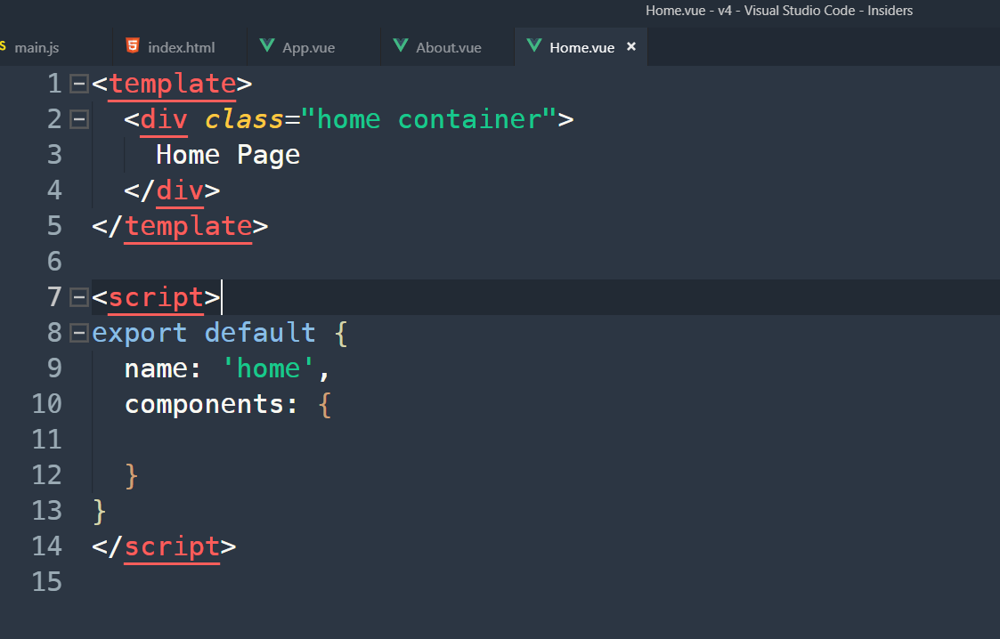 Home.vue - v4 - Visual Studio Code - Insiders
S main.js index.html App.vue About.vue Home.vue ×
1 <template>
2 <div class="home container">
3 Home Page
4 </div>
5 </template>
6
7 <script>
8 export default {
9 name: 'home',
10 components: {
11
12 }
13 }
14 </script>
15